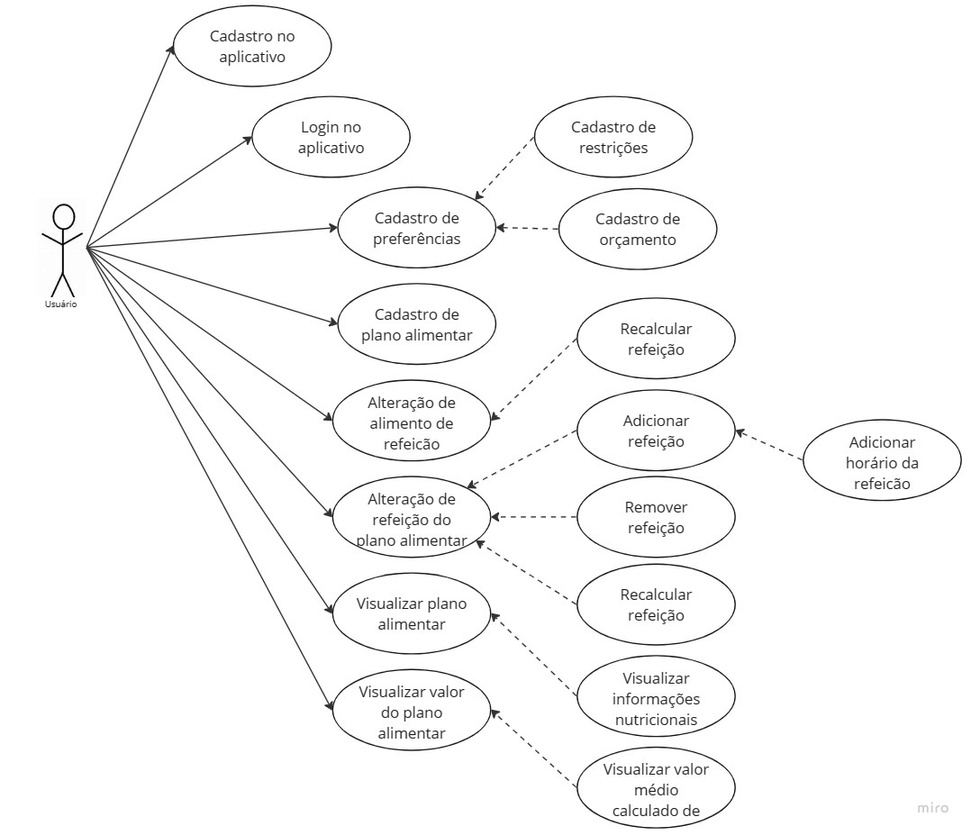 Cadastro no
aplicativo
Login no
aplicativo
Cadastro de
restrições
Cadastro de
preferências
Cadastro de
orçamento
Usuário
Cadastro de
plano alimentar
Recalcular
refeição
Alteração de
alimento de
refeicão
Adicionar
refeição
Adicionar
horário da
refeicão
Alteração de
refeição do
plano alimentar
Remover
refeição
Recalcular
refeição
Visualizar plano
alimentar
Visualizar
informações
nutricionais
Visualizar valor
do plano
alimentar
Visualizar valor
médio
calculado de
miro